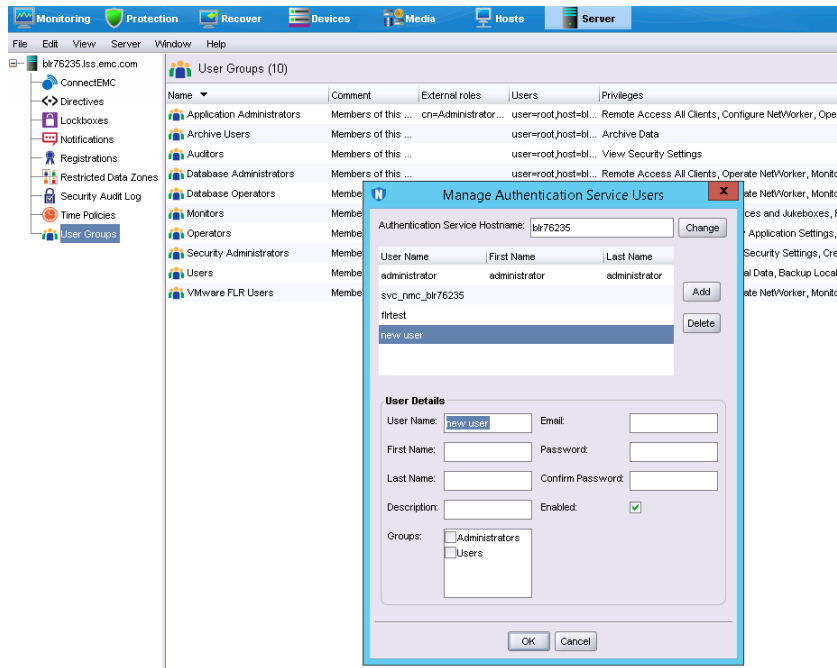 Monitoring Protection Recover Devices Media Hosts Server
File Edit View Server Window Help
blr76235.lss.emc.com
ConnectEMC
Directives
Lockboxes
Notifications
Registrations
Restricted Data Zones
Security Audit Log
Time Policies
User Groups
User Groups (10)
Name Comment External roles Users Privileges
Application Administrators Members of this ... cn=Administrator... user=root,host=bl... Remote Access All Clients, Configure NetWorker, Ope
Archive Users Members of this ... user=root,host=bl... Archive Data
Auditors Members of this ... user=root,host=bl... View Security Settings
Database Administrators Members of this ... user=root,host=bl... Remote Access All Clients, Operate NetWorker, Monito
Database Operators Membe ate NetWorker, Monito
Monitors Membe ces and Jukeboxes,
Operators Membe Application Settings,
Security Administrators Membe Security Settings, Cre
Users Membe al Data, Backup Local
VMware FLR Users Membe ate NetWorker, Monito
Manage Authentication Service Users x
Authentication Service Hostname: blr76235 Change
User Name First Name Last Name
administrator administrator administrator
svc_nmc_blr76235
flrtest
new user
Add
Delete
User Details
User Name: new user Email:
First Name: Password:
Last Name: Confirm Password:
Description: Enabled:
Groups: Administrators
Users
OK Cancel